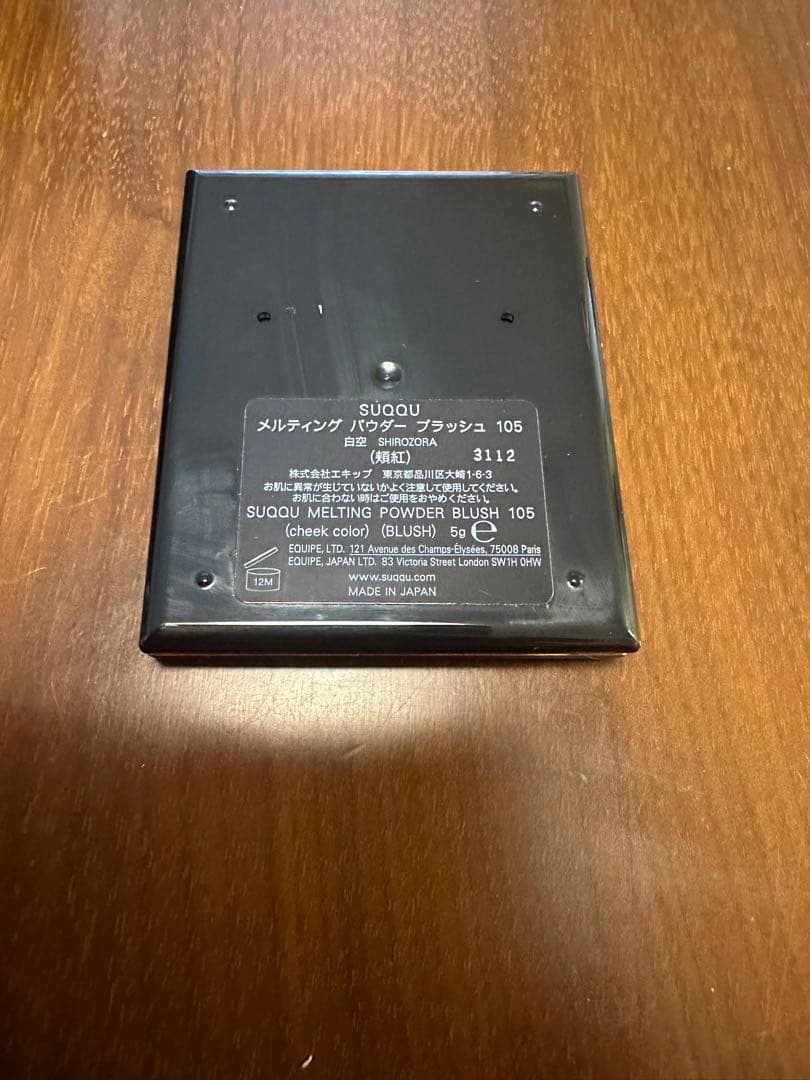 SUQQU
メルティング パウダー ブラッシュ 105
白空 SHIROZORA
(頬紅) 3112
株式会社エキップ 東京都品川区大崎1-6-3
お肌に異常が生じていないかよく注意して使用してください。
お肌に合わない時はご使用をおやめください。
SUQQU MELTING POWDER BLUSH 105
(cheek color) (BLUSH) 5g ℮
EQUIPE, LTD. 121 Avenue des Champs-Élysées, 75008 Paris
EQUIPE, JAPAN LTD. 83 Victoria Street London SW1H 0HW
12M
www.suqqu.com
MADE IN JAPAN